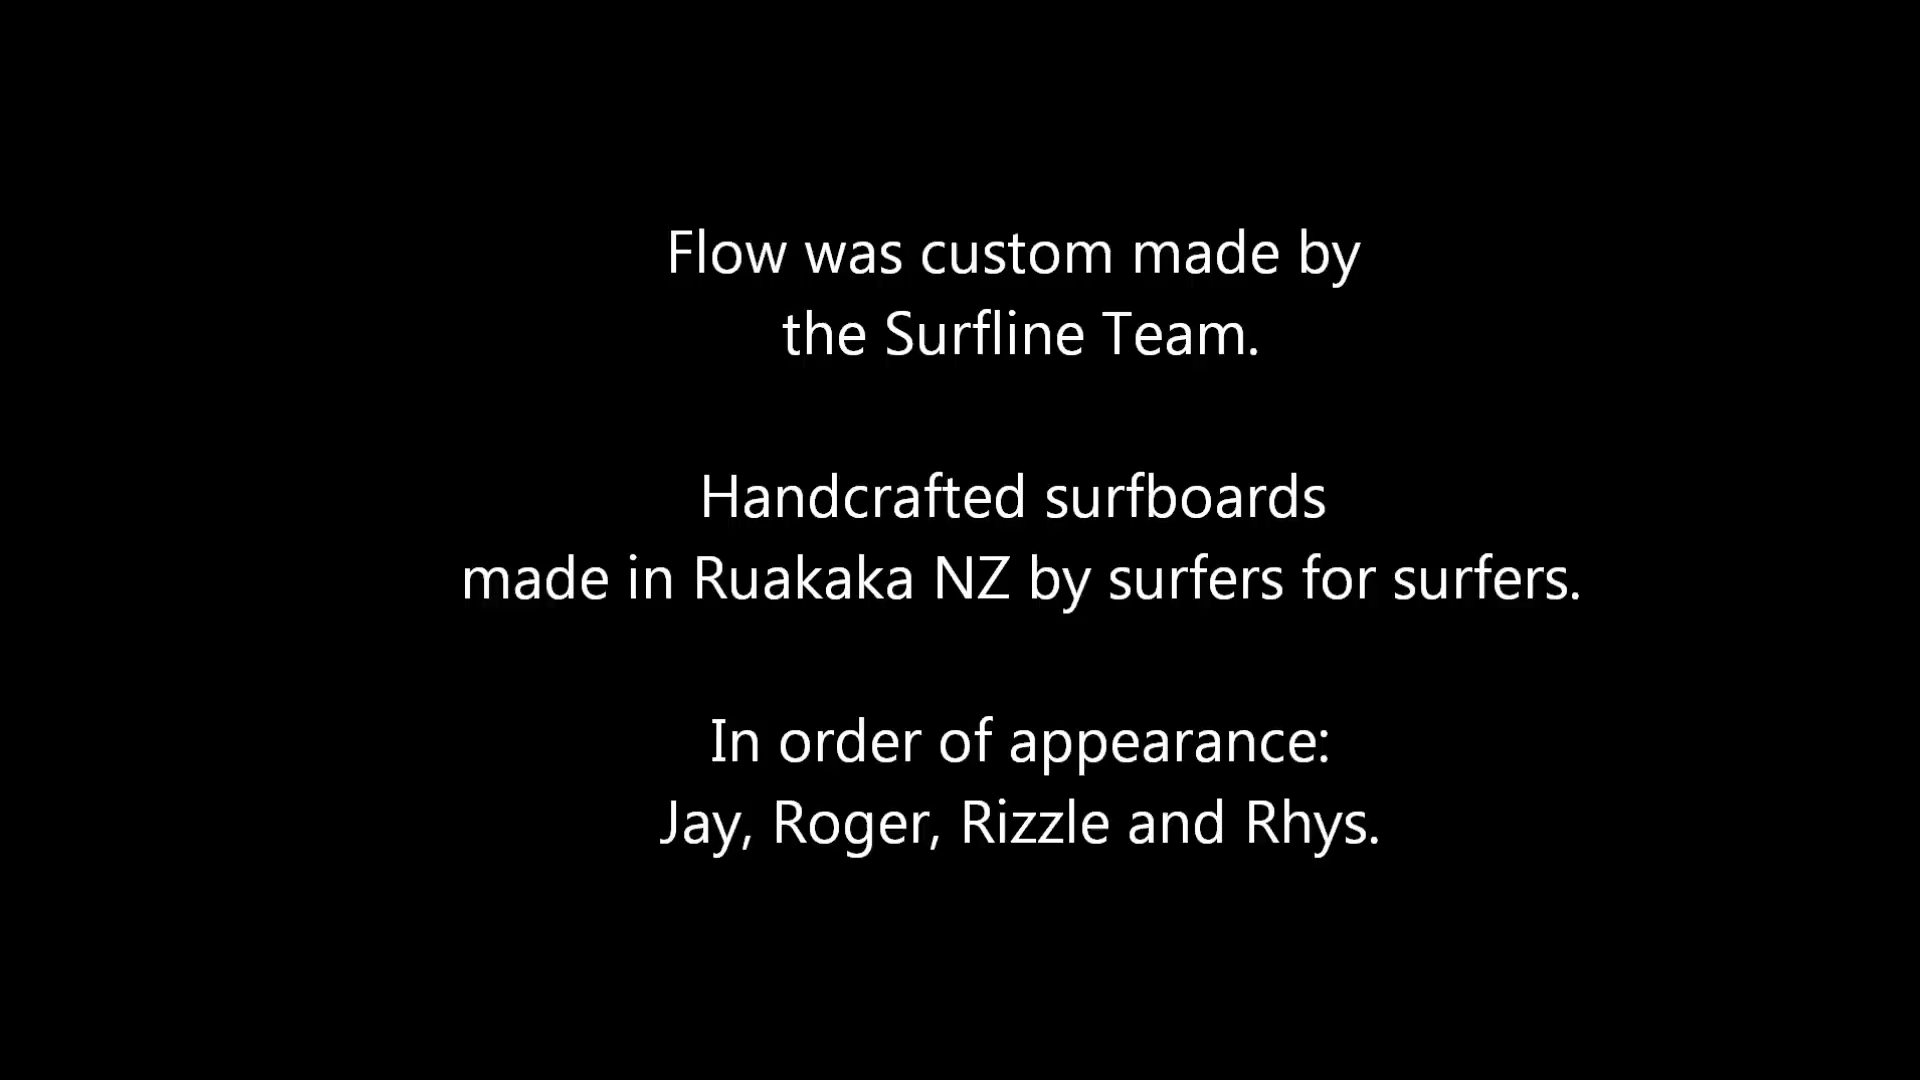 Flow was custom made by
the Surfline Team.
Handcrafted surfboards
made in Ruakaka NZ by surfers for surfers.
In order of appearance:
Jay, Roger, Rizzle and Rhys.